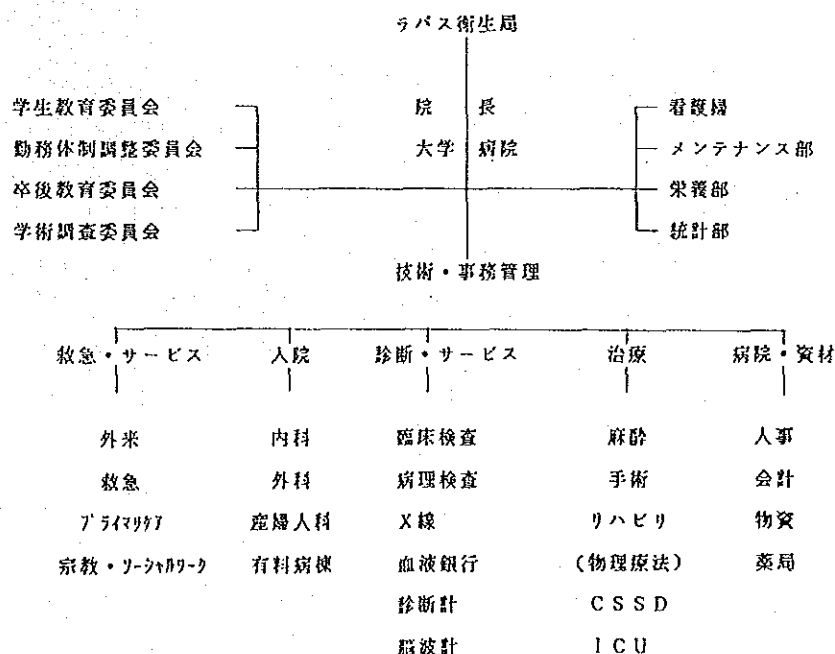 ラパス衛生局
学生教育委員会 院 長 看護婦
勤務体制調整委員会 大学 病院 メンテナンス部
卒後教育委員会 栄養部
学術調査委員会 統計部
技術・事務管理
救急・サービス 入院 診断・サービス 治療 病院・資材
外来 内科 臨床検査 麻酔 人事
救急 外科 病理検査 手術 会計
プライマリケア 産婦人科 X線 リハビリ 物資
宗教・ソーシャルワーク 有料病棟 血液銀行 (物理療法) 薬局
診断計 CSSD
脳波計 ICU